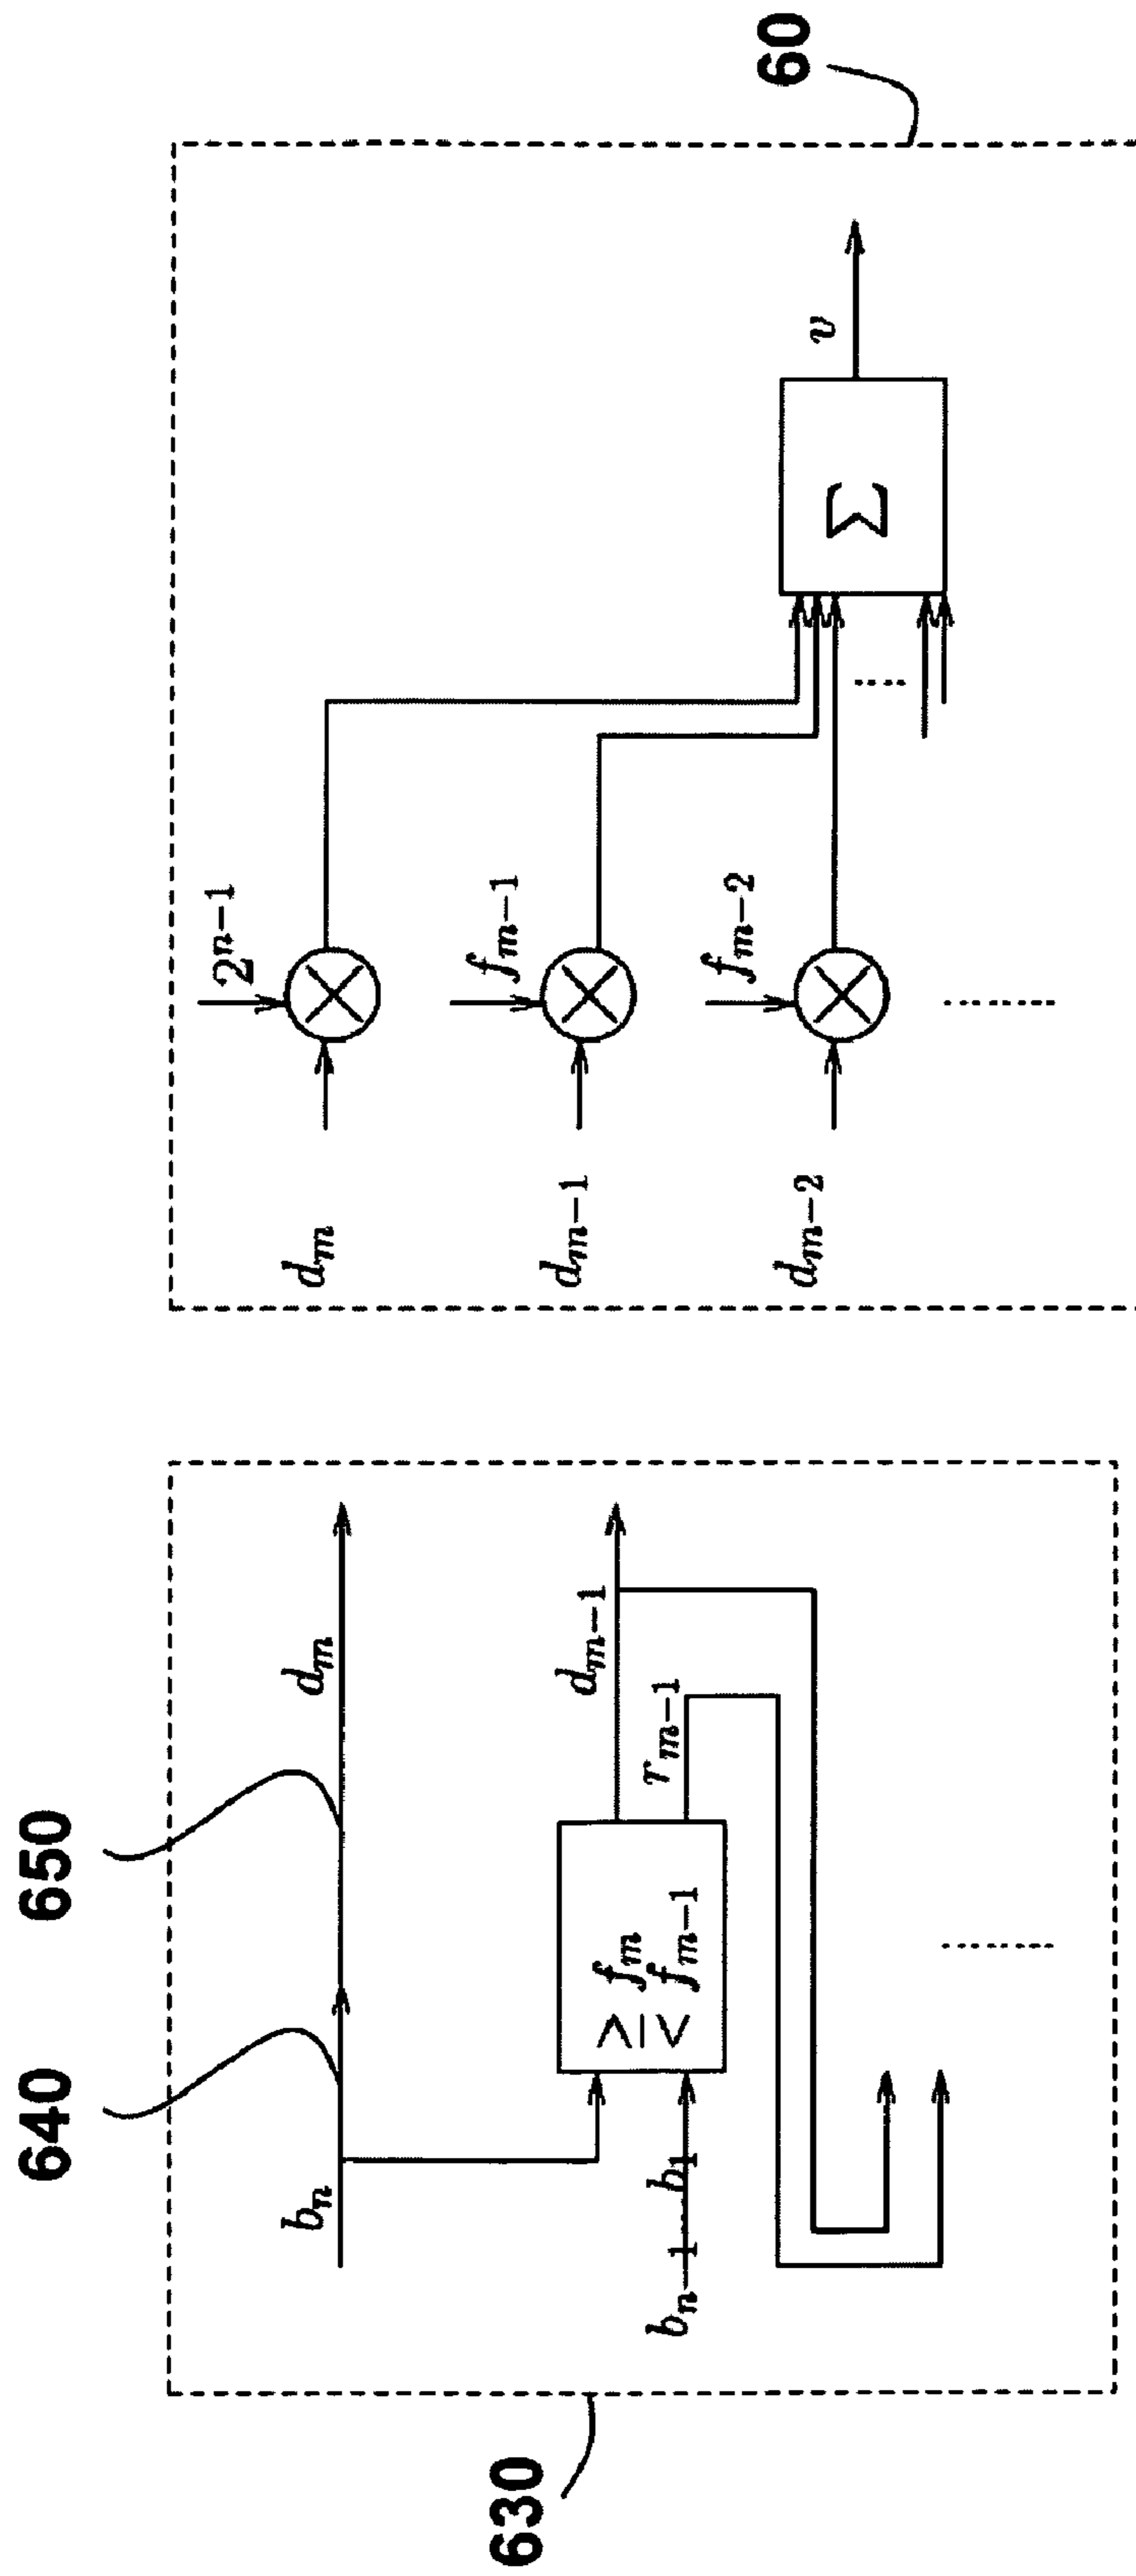 640
650
630
b_n
d_m
≥ f_m
< f_{m-1}
d_{m-1}
r_{m-1}
b_{n-1} b_1
60
2^{n-1}
d_m
f_{m-1}
d_{m-1}
f_{m-2}
d_{m-2}
Σ
v